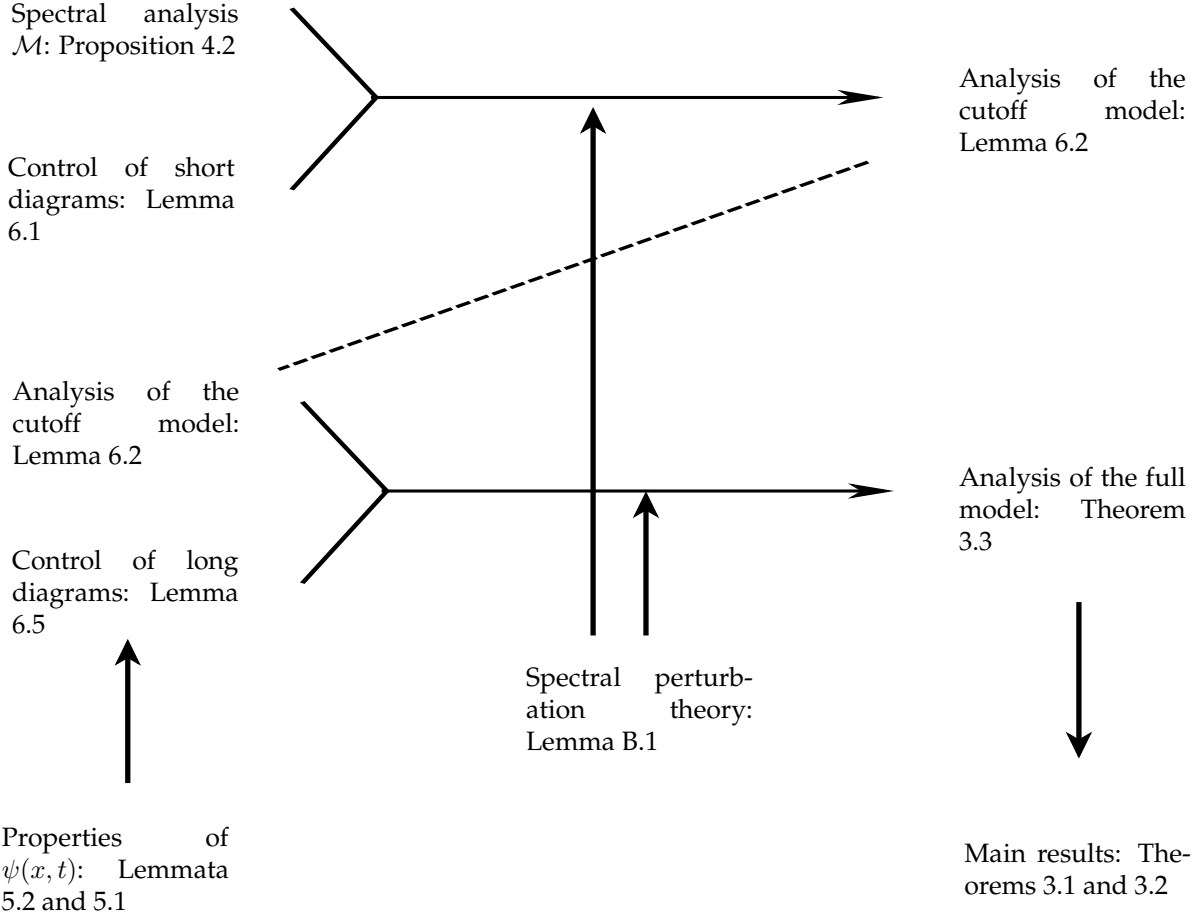 Spectral analysis
M: Proposition 4.2
Control of short
diagrams: Lemma
6.1
Analysis of the
cutoff model:
Lemma 6.2
Analysis of the
cutoff model:
Lemma 6.2
Control of long
diagrams: Lemma
6.5
Analysis of the full
model: Theorem
3.3
Spectral perturb-
ation theory:
Lemma B.1
Properties of
ψ(x, t): Lemmata
5.2 and 5.1
Main results: The-
orems 3.1 and 3.2